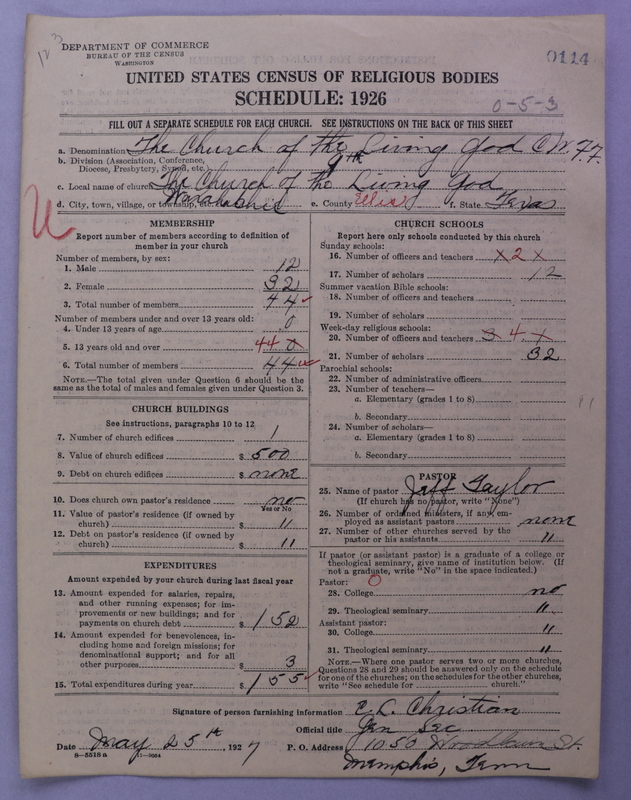 0114
DEPARTMENT OF COMMERCE
BUREAU OF THE CENSUS
WASHINGTON
UNITED STATES CENSUS OF RELIGIOUS BODIES
SCHEDULE: 1926
0-5-3
FILL OUT A SEPARATE SCHEDULE FOR EACH CHURCH. SEE INSTRUCTIONS ON THE BACK OF THIS SHEET
a. Denomination The Church of the Living God C.W.F.F.
b. Division (Association, Conference, Diocese, Presbytery, Synod, etc.) 9th
c. Local name of church The Church of the Living God
d. City, town, village, or township, etc. Waxahachie e. County Ellis f. State Texas
MEMBERSHIP
Report number of members according to definition of
member in your church
Number of members, by sex:
1. Male 12
2. Female 32
3. Total number of members 44
Number of members under and over 13 years old:
4. Under 13 years of age 0
5. 13 years old and over 44 0
6. Total number of members 44
NOTE.—The total given under Question 6 should be
same as the total of males and females given under Question 3.
CHURCH BUILDINGS
See instructions, paragraphs 10 to 12
7. Number of church edifices 1
8. Value of church edifices $ 500
9. Debt on church edifices $ none
10. Does church own pastor's residence no
Yes or No
11. Value of pastor's residence (if owned by
church) $ "
12. Debt on pastor's residence (if owned by
church) $ "
EXPENDITURES
Amount expended by your church during last fiscal year
13. Amount expended for salaries, repairs,
and other running expenses; for im-
provements or new buildings; and for
payments on church debt $ 152
14. Amount expended for benevolences, in-
cluding home and foreign missions; for
denominational support; and for all
other purposes 3
15. Total expenditures during year $ 155
CHURCH SCHOOLS
Report here only schools conducted by this church
Sunday schools:
16. Number of officers and teachers x 2 x
17. Number of scholars 12
Summer vacation Bible schools:
18. Number of officers and teachers
19. Number of scholars
Week-day religious schools:
20. Number of officers and teachers 3 4 x
21. Number of scholars 32
Parochial schools:
22. Number of administrative officers
23. Number of teachers—
a. Elementary (grades 1 to 8)
b. Secondary
24. Number of scholars—
a. Elementary (grades 1 to 8)
b. Secondary
PASTOR
25. Name of pastor Jeff Taylor
(If church has no pastor, write "None")
26. Number of ordained ministers, if any, em-
ployed as assistant pastors none
27. Number of other churches served by the
pastor or his assistants "
If pastor (or assistant pastor) is a graduate of a college or
theological seminary, give name of institution below. (If
not a graduate, write "No" in the space indicated.)
Pastor:
28. College no
29. Theological seminary "
Assistant pastor:
30. College "
31. Theological seminary "
NOTE.—Where one pastor serves two or more churches,
Questions 28 and 29 should be answered only on the schedule
for one of the churches; on the schedules for the other churches,
write "See schedule for church."
Signature of person furnishing information C. L. Christian
Official title Gen Sec
Date May 25th 1927 P. O. Address 1050 Woodlawn St.
8-5518 a 11-9084
Memphis, Tenn